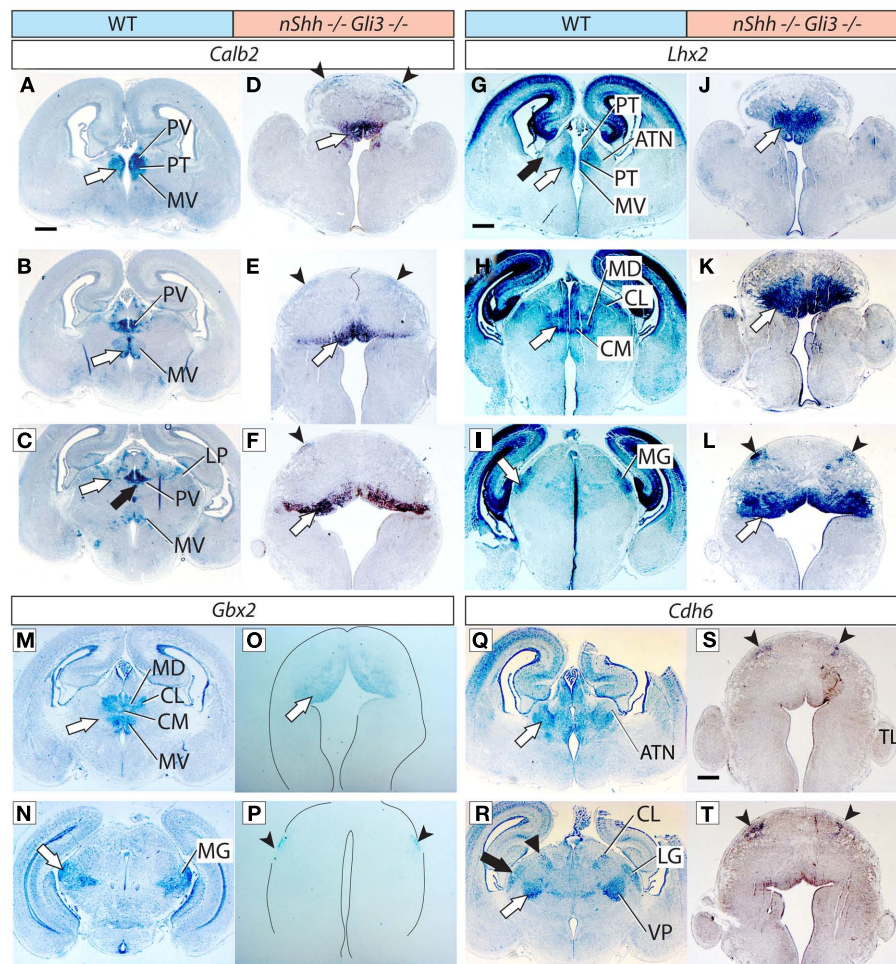 WT nShh -/- Gli3 -/- WT nShh -/- Gli3 -/-
Calb2 Lhx2
A D G J
PV PT MV
PT ATN PT MV
B E H K
PV MV
MD CL CM
C F I L
LP PV MV
MG
Gbx2 Cdh6
M O Q S
MD CL CM MV
ATN TL
N P R T
MG
CL LG VP